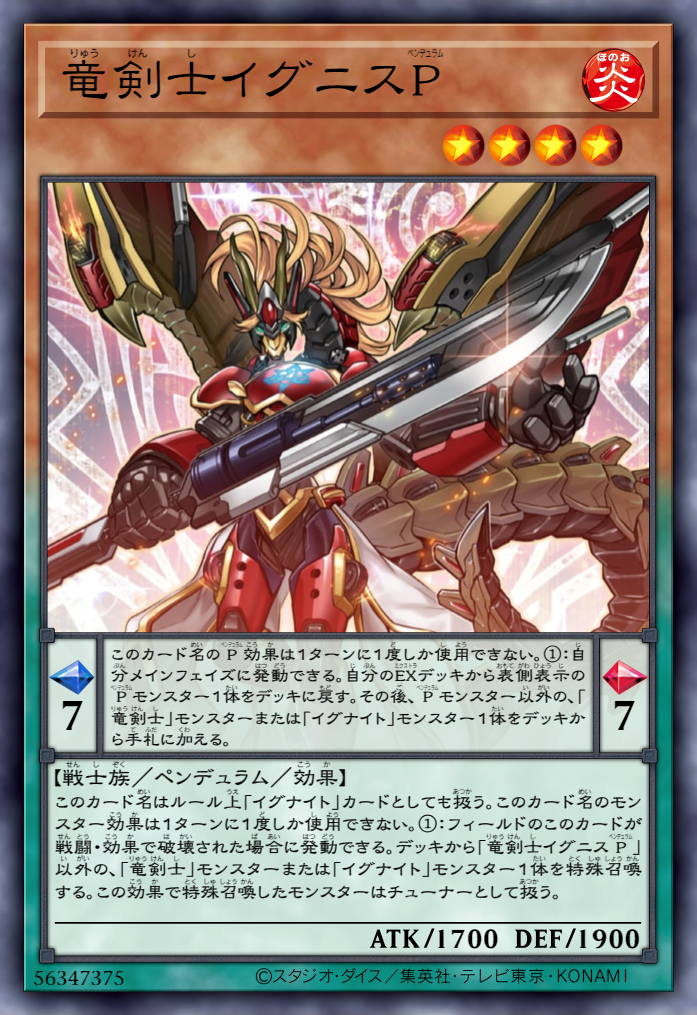 竜剣士イグニスP
炎
このカード名のP効果は1ターンに1度しか使用できない。①:自
分メインフェイズに発動できる。自分のEXデッキから表側表示の
Pモンスター1体をデッキに戻す。その後、Pモンスター以外の、「
竜剣士」モンスターまたは「イグナイト」モンスター1体をデッキか
ら手札に加える。
7
7
【戦士族/ペンデュラム/効果】
このカード名はルール上「イグナイト」カードとしても扱う。このカード名のモン
スター効果は1ターンに1度しか使用できない。①:フィールドのこのカードが
戦闘・効果で破壊された場合に発動できる。デッキから「竜剣士イグニスP」
以外の、「竜剣士」モンスターまたは「イグナイト」モンスター1体を特殊召喚
する。この効果で特殊召喚したモンスターはチューナーとして扱う。
ATK/1700 DEF/1900
56347375
©スタジオ・ダイス/集英社・テレビ東京・KONAMI